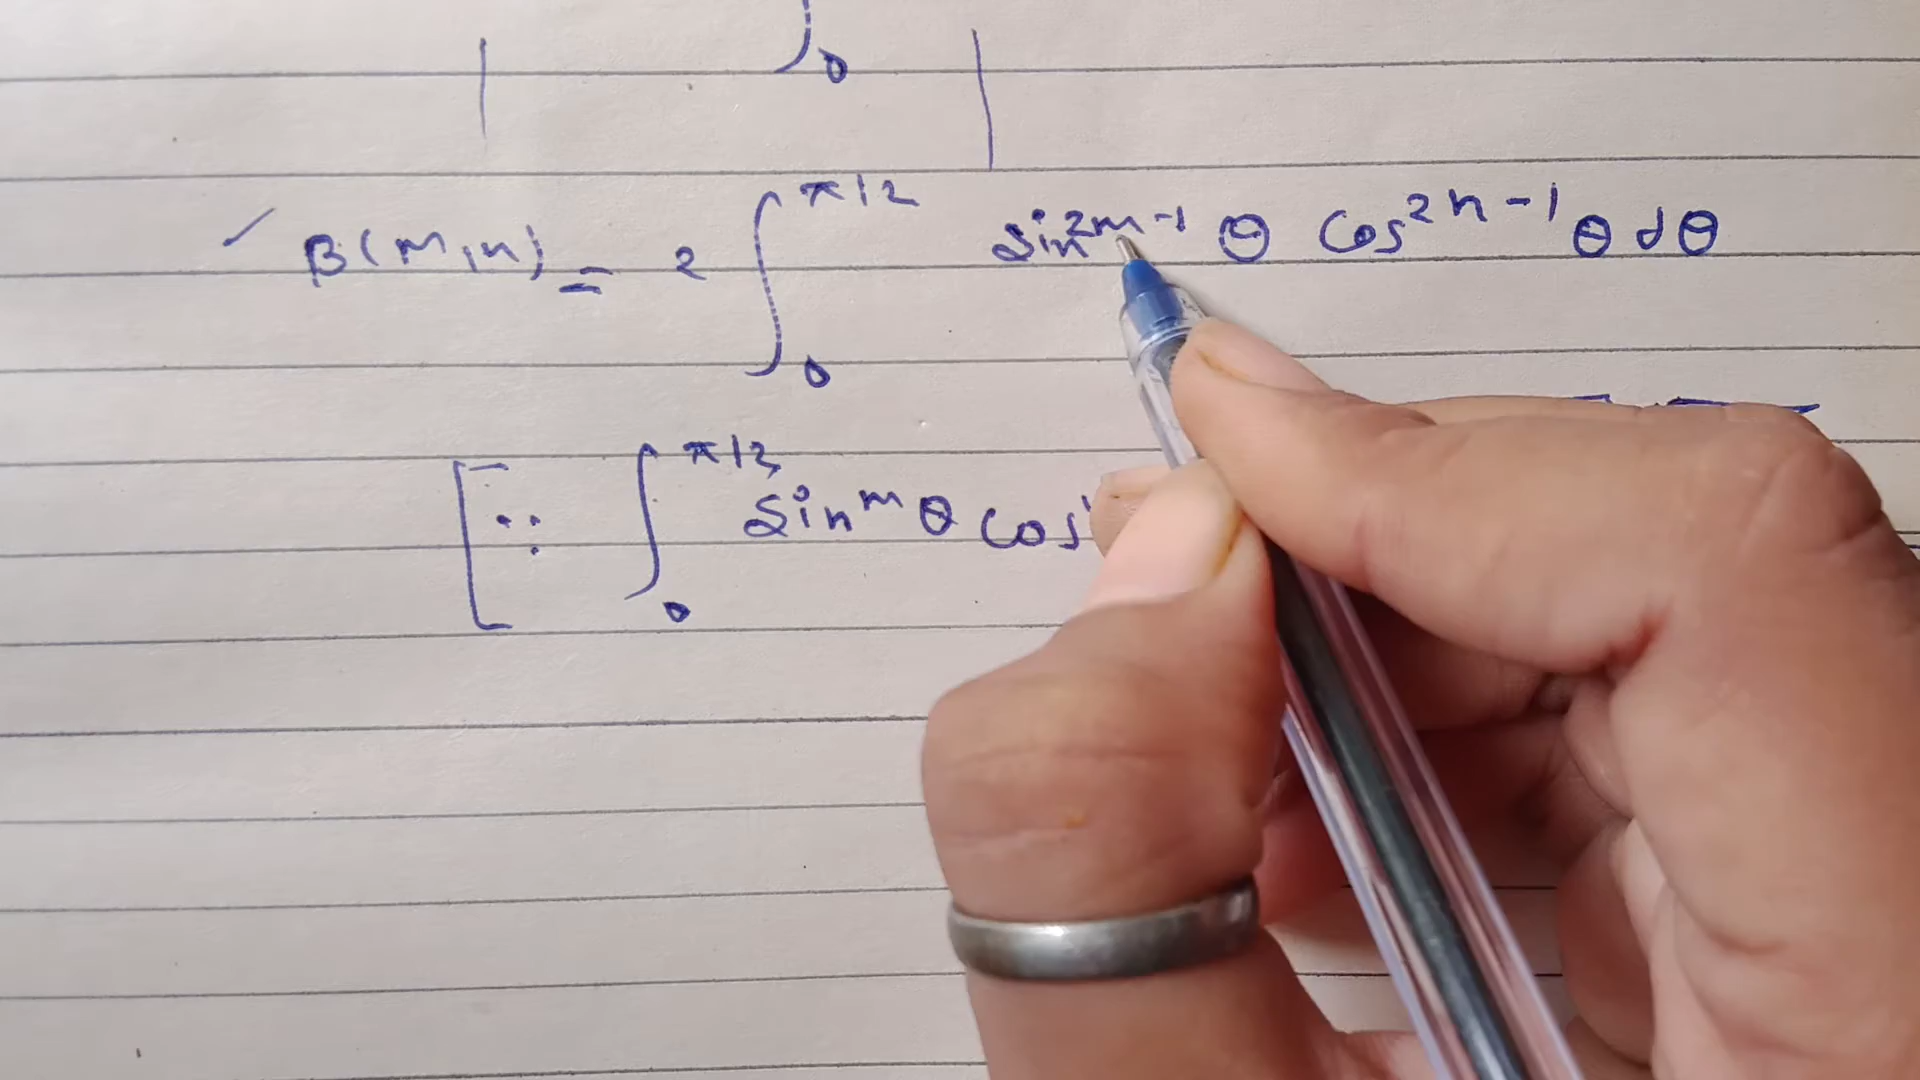 ∫₀
β(m,n) = 2 ∫₀^{π/2} sin^{2m-1} θ cos^{2n-1} θ dθ
[∵ ∫₀^{π/2} sin^m θ cos